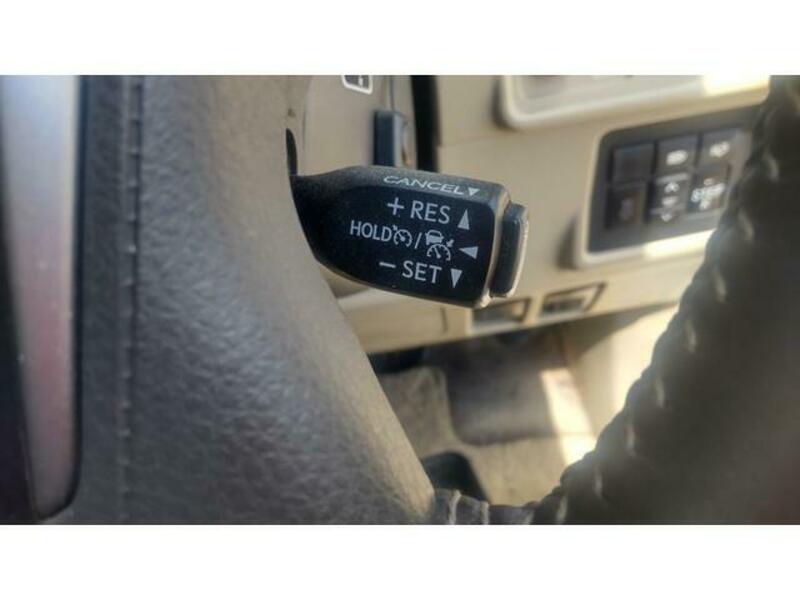 CANCEL▼
+ RES ▲
HOLD / ◄
– SET ▼